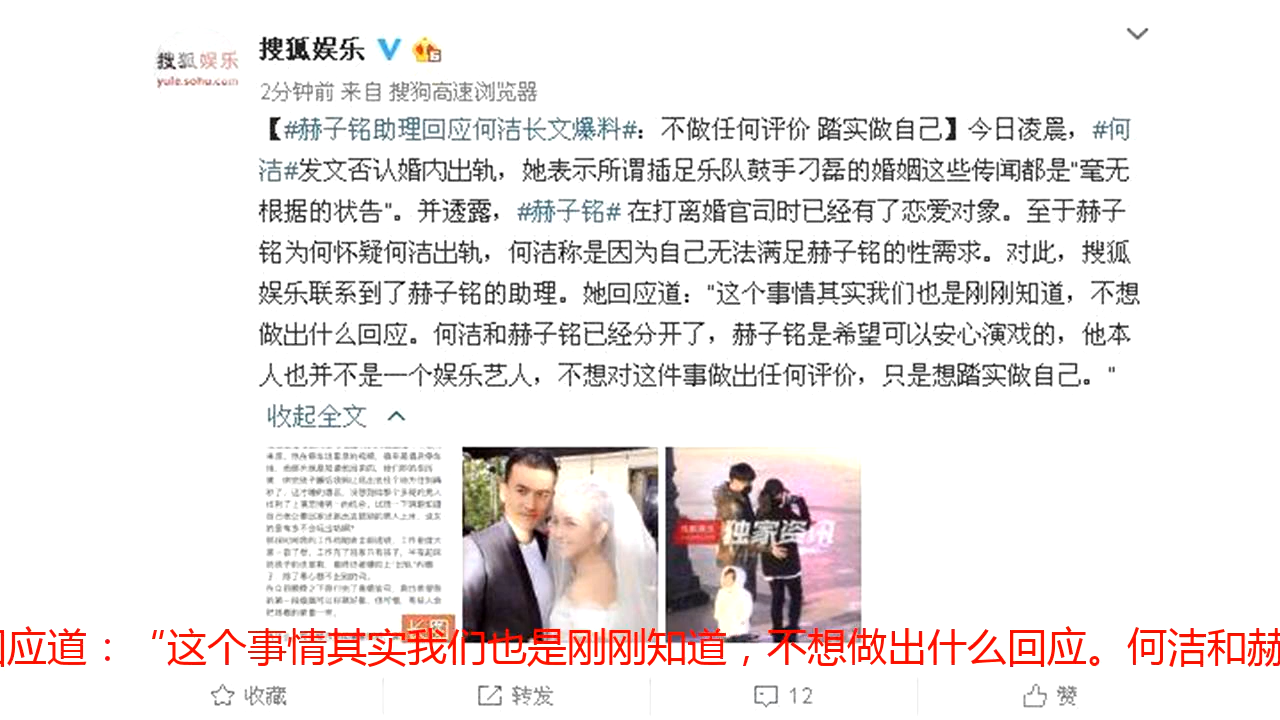 搜狐娱乐
搜狐娱乐
yule.sohu.com
2分钟前 来自 搜狗高速浏览器
【#赫子铭助理回应何洁长文爆料#：不做任何评价 踏实做自己】今日凌晨，#何
洁#发文否认婚内出轨，她表示所谓插足乐队鼓手刁磊的婚姻这些传闻都是"毫无
根据的状告"。并透露，#赫子铭# 在打离婚官司时已经有了恋爱对象。至于赫子
铭为何怀疑何洁出轨，何洁称是因为自己无法满足赫子铭的性需求。对此，搜狐
娱乐联系到了赫子铭的助理。她回应道："这个事情其实我们也是刚刚知道，不想
做出什么回应。何洁和赫子铭已经分开了，赫子铭是希望可以安心演戏的，他本
人也并不是一个娱乐艺人，不想对这件事做出任何评价，只是想踏实做自己。"
收起全文
独家资讯
长图
回应道：“这个事情其实我们也是刚刚知道，不想做出什么回应。何洁和赫
收藏
转发
12
赞